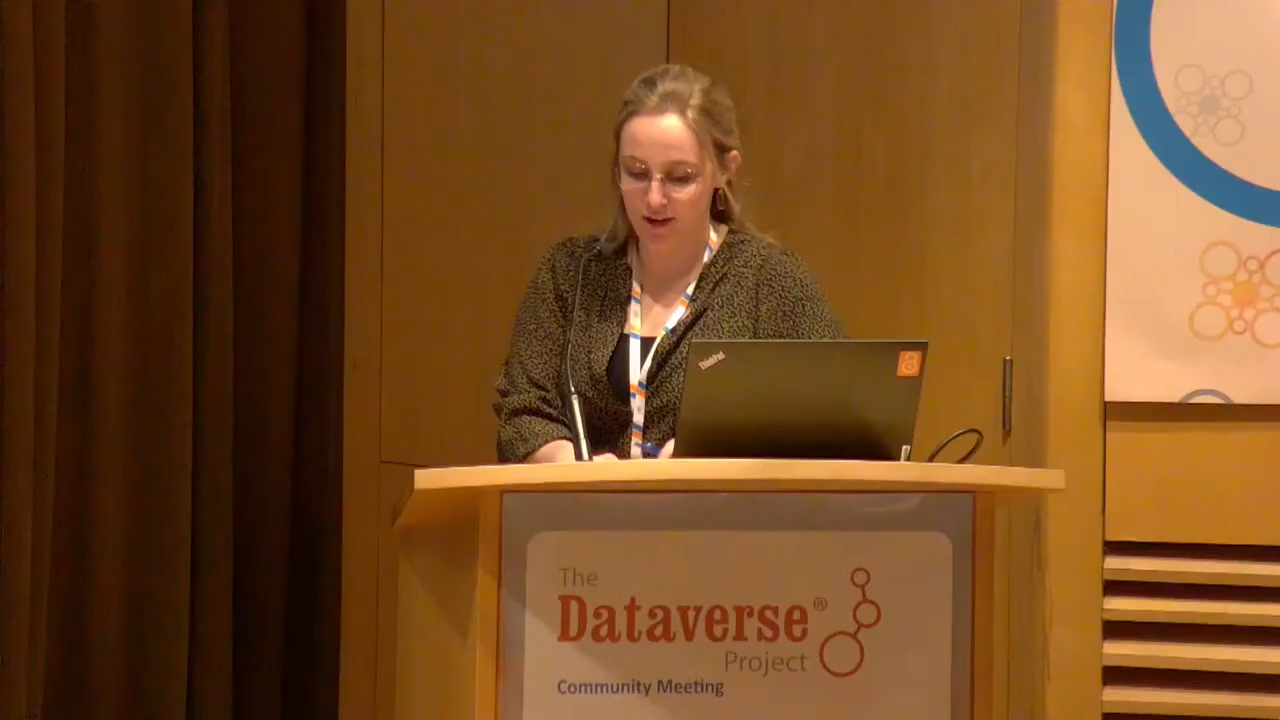 ThinkPad
The
Dataverse®
Project
Community Meeting